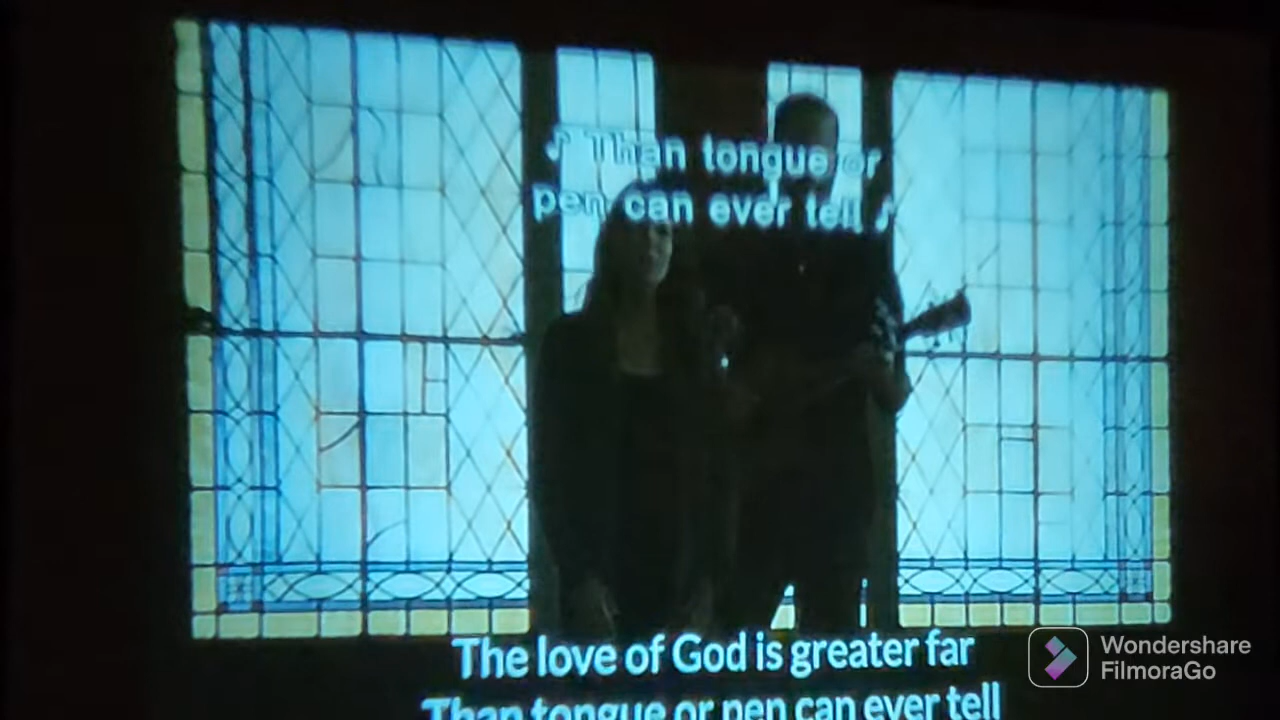 ♪ Than tongue or
pen can ever tell ♪
The love of God is greater far
Than tongue or pen can ever tell
Wondershare
FilmoraGo